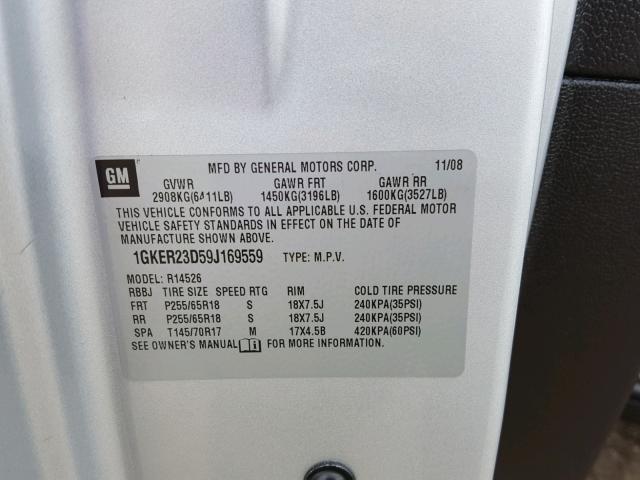 GM
MFD BY GENERAL MOTORS CORP. 11/08
GVWR GAWR FRT GAWR RR
2908KG(6411LB) 1450KG(3196LB) 1600KG(3527LB)
THIS VEHICLE CONFORMS TO ALL APPLICABLE U.S. FEDERAL MOTOR
VEHICLE SAFETY STANDARDS IN EFFECT ON THE DATE OF
MANUFACTURE SHOWN ABOVE.
1GKER23D59J169559 TYPE: M.P.V.
MODEL: R14526
RBBJ TIRE SIZE SPEED RTG RIM COLD TIRE PRESSURE
FRT P255/65R18 S 18X7.5J 240KPA(35PSI)
RR P255/65R18 S 18X7.5J 240KPA(35PSI)
SPA T145/70R17 M 17X4.5B 420KPA(60PSI)
SEE OWNER'S MANUAL FOR MORE INFORMATION.